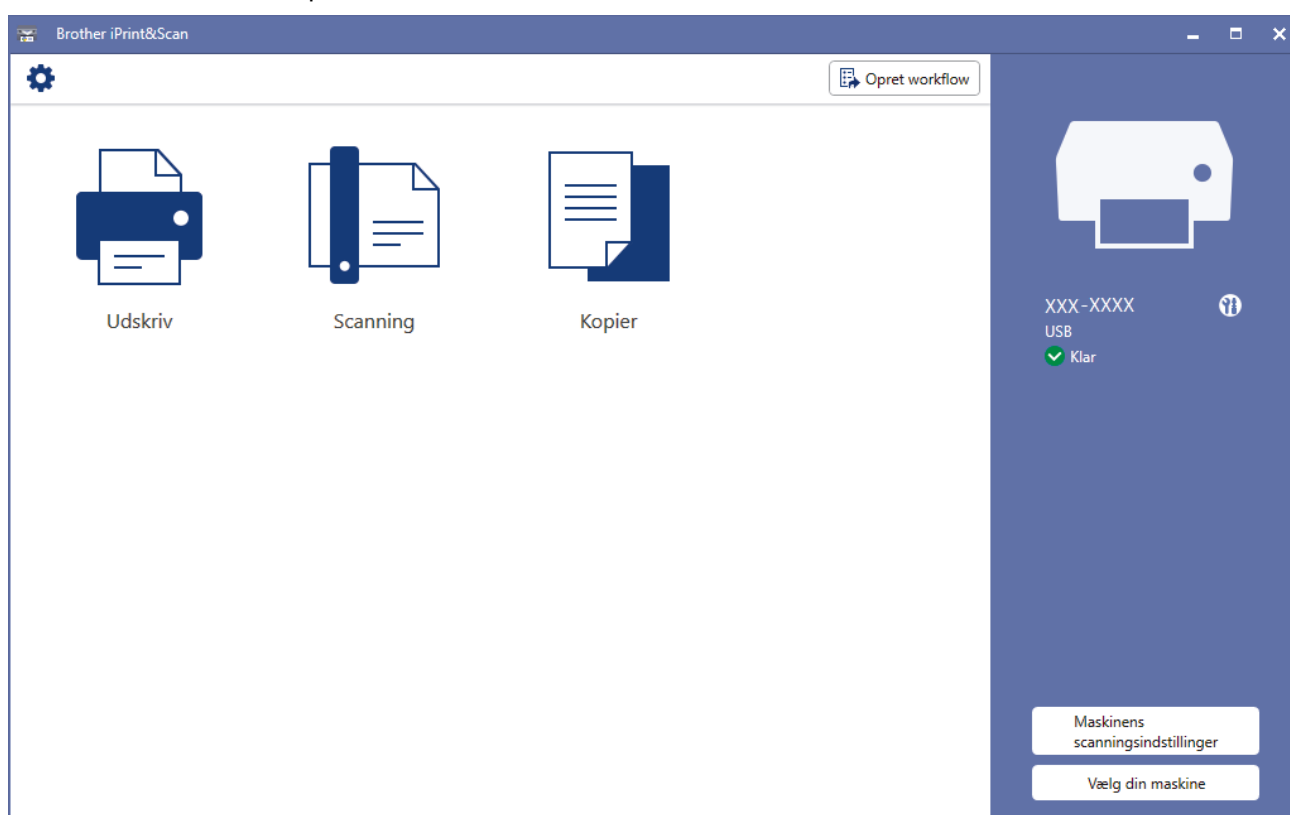 Brother iPrint&Scan
Opret workflow
Udskriv
Scanning
Kopier
XXX-XXXX
USB
Klar
Maskinens
scanningsindstillinger
Vælg din maskine